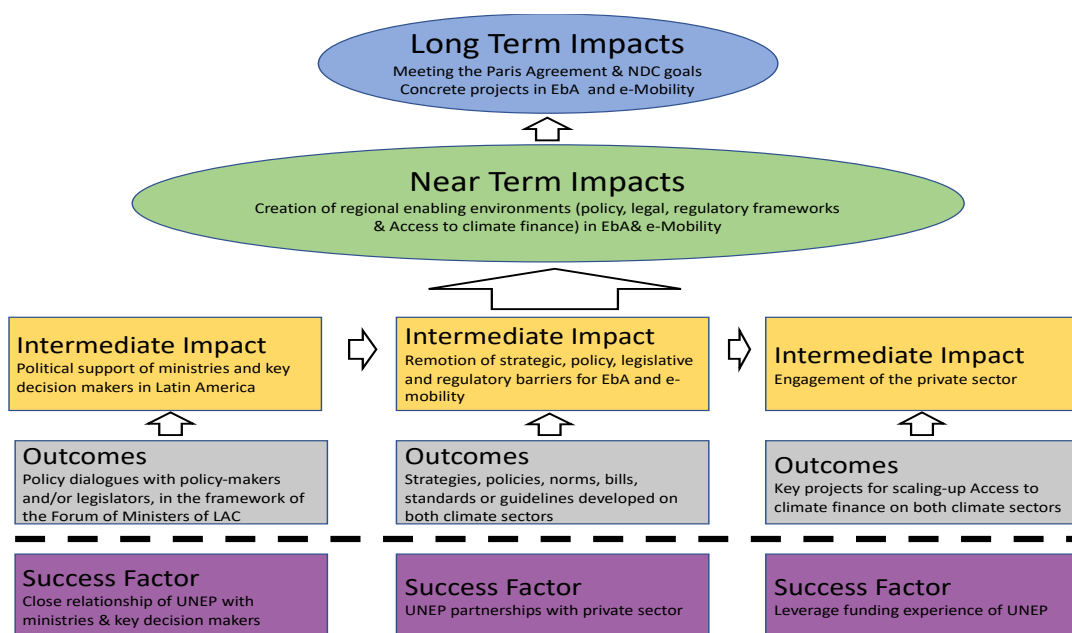 Long Term Impacts
Meeting the Paris Agreement & NDC goals
Concrete projects in EbA and e-Mobility
Near Term Impacts
Creation of regional enabling environments (policy, legal, regulatory frameworks
& Access to climate finance) in EbA& e-Mobility
Intermediate Impact
Political support of ministries and key
decision makers in Latin America
Intermediate Impact
Remotion of strategic, policy, legislative
and regulatory barriers for EbA and e-
mobility
Intermediate Impact
Engagement of the private sector
Outcomes
Policy dialogues with policy-makers
and/or legislators, in the framework of
the Forum of Ministers of LAC
Outcomes
Strategies, policies, norms, bills,
standards or guidelines developed on
both climate sectors
Outcomes
Key projects for scaling-up Access to
climate finance on both climate sectors
Success Factor
Close relationship of UNEP with
ministries & key decision makers
Success Factor
UNEP partnerships with private sector
Success Factor
Leverage funding experience of UNEP